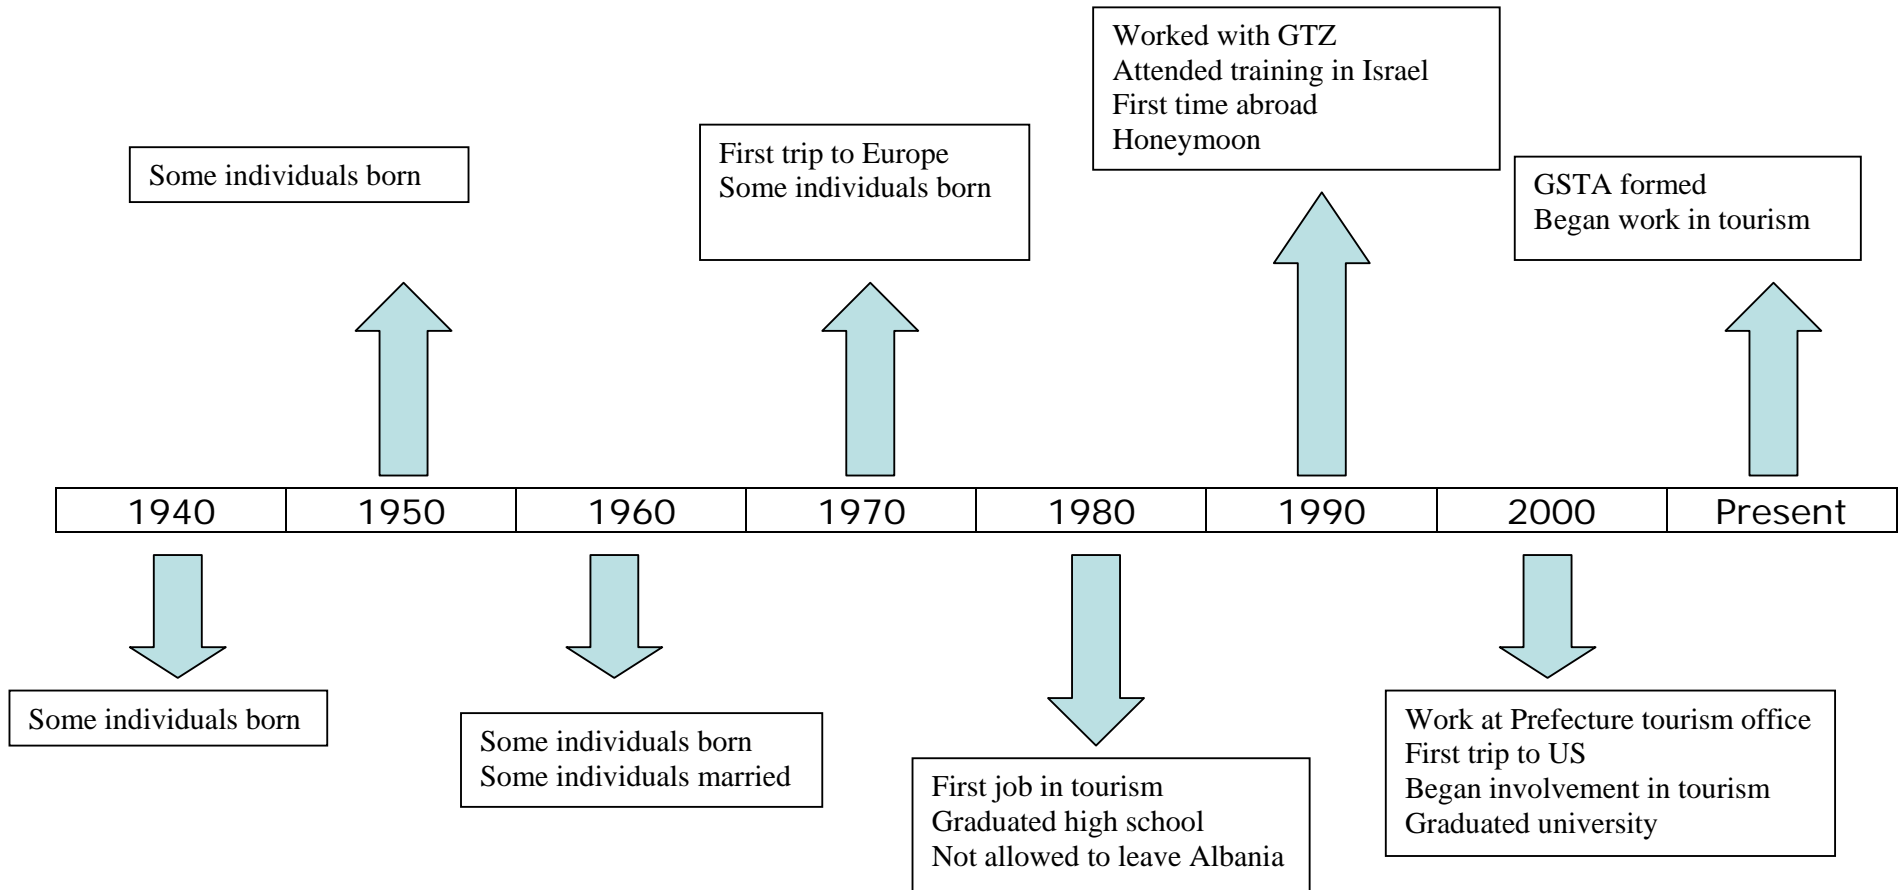 Worked with GTZ
Attended training in Israel
First time abroad
Honeymoon
First trip to Europe
Some individuals born
Some individuals born
GSTA formed
Began work in tourism
1940 1950 1960 1970 1980 1990 2000 Present
Some individuals born
Some individuals born
Some individuals married
First job in tourism
Graduated high school
Not allowed to leave Albania
Work at Prefecture tourism office
First trip to US
Began involvement in tourism
Graduated university